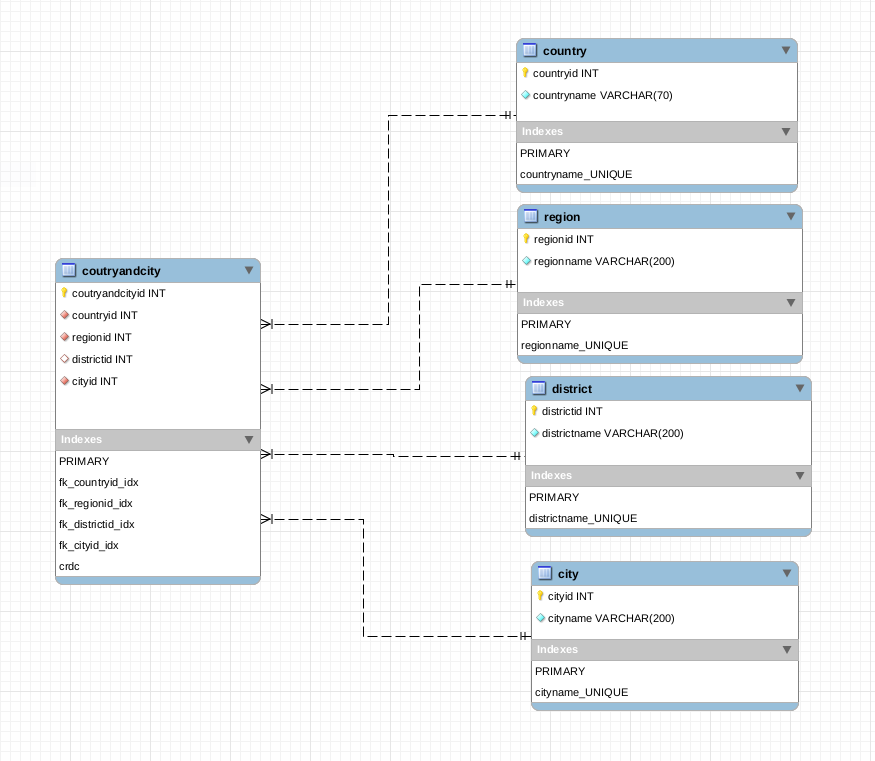 country
countryid INT
countryname VARCHAR(70)
Indexes
PRIMARY
countryname_UNIQUE
region
regionid INT
regionname VARCHAR(200)
Indexes
PRIMARY
regionname_UNIQUE
coutryandcity
coutryandcityid INT
countryid INT
regionid INT
districtid INT
cityid INT
Indexes
PRIMARY
fk_countryid_idx
fk_regionid_idx
fk_districtid_idx
fk_cityid_idx
crdc
district
districtid INT
districtname VARCHAR(200)
Indexes
PRIMARY
districtname_UNIQUE
city
cityid INT
cityname VARCHAR(200)
Indexes
PRIMARY
cityname_UNIQUE